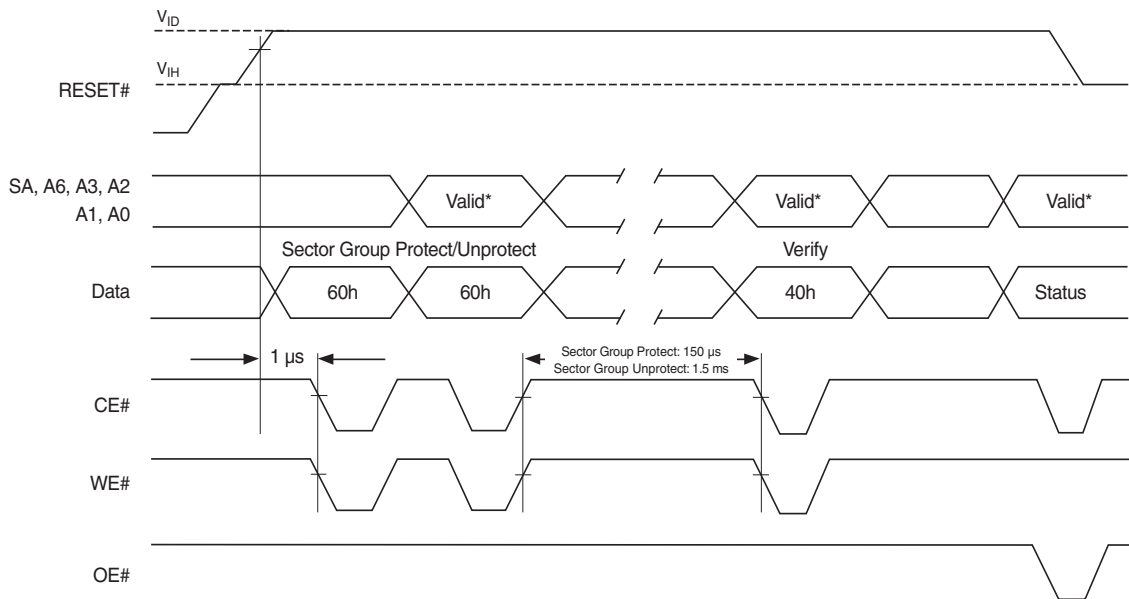 VID
VIH
RESET#
SA, A6, A3, A2
A1, A0
Valid*
Valid*
Valid*
Sector Group Protect/Unprotect
Verify
Data
60h
60h
40h
Status
1 µs
Sector Group Protect: 150 µs
Sector Group Unprotect: 1.5 ms
CE#
WE#
OE#